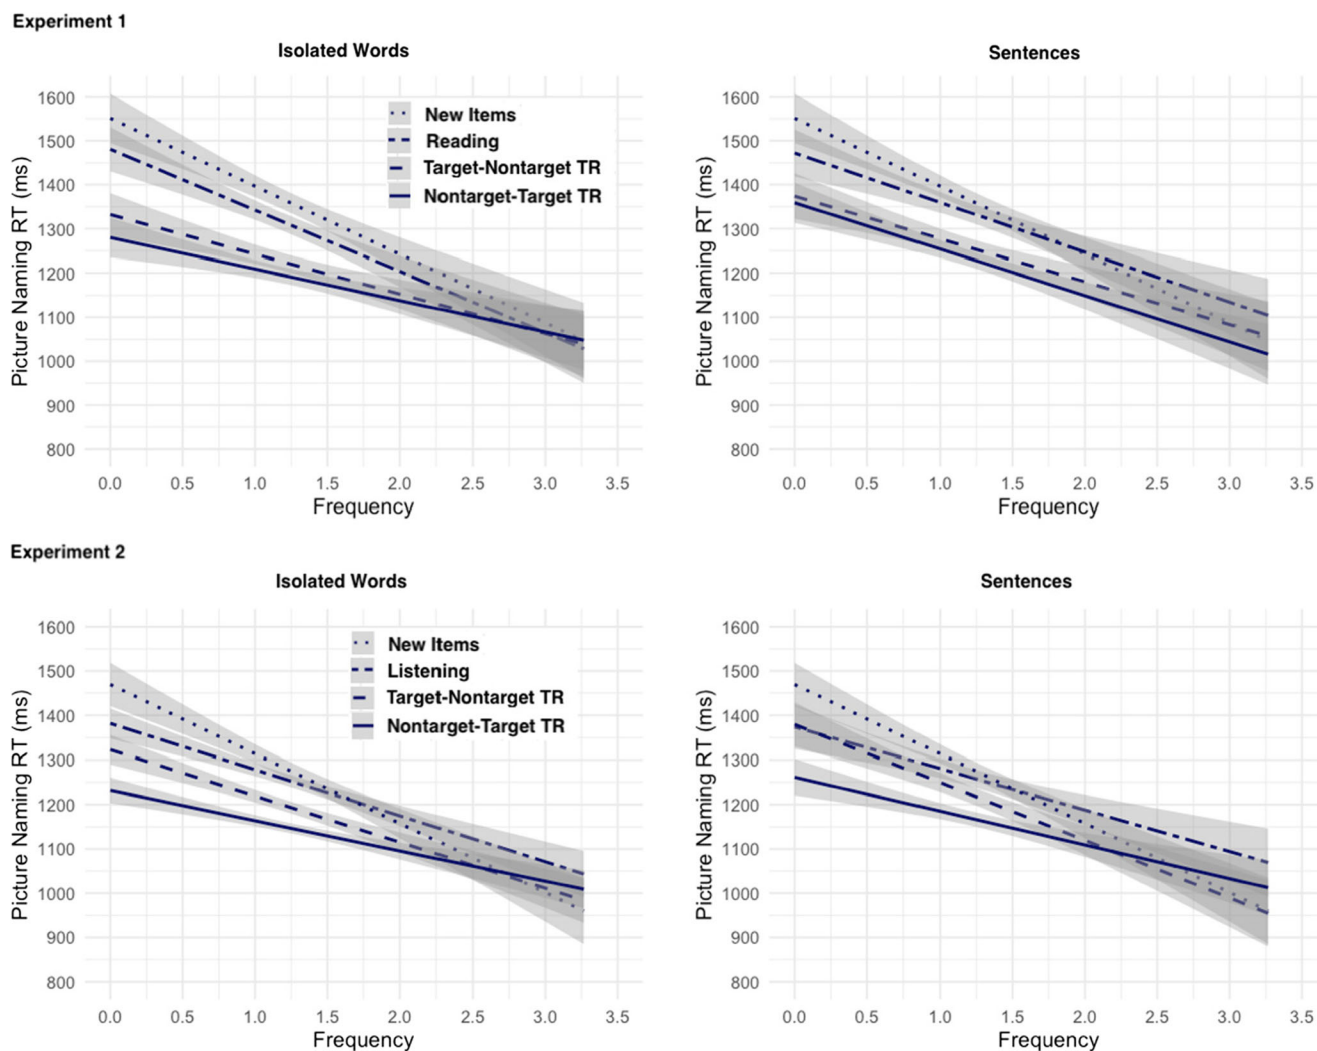 Experiment 1
Isolated Words
Sentences
1600
1500
1400
1300
1200
1100
1000
900
800
Picture Naming RT (ms)
New Items
Reading
Target-Nontarget TR
Nontarget-Target TR
0.0 0.5 1.0 1.5 2.0 2.5 3.0 3.5
Frequency
1600
1500
1400
1300
1200
1100
1000
900
800
Picture Naming RT (ms)
0.0 0.5 1.0 1.5 2.0 2.5 3.0 3.5
Frequency
Experiment 2
Isolated Words
Sentences
1600
1500
1400
1300
1200
1100
1000
900
800
Picture Naming RT (ms)
New Items
Listening
Target-Nontarget TR
Nontarget-Target TR
0.0 0.5 1.0 1.5 2.0 2.5 3.0 3.5
Frequency
1600
1500
1400
1300
1200
1100
1000
900
800
Picture Naming RT (ms)
0.0 0.5 1.0 1.5 2.0 2.5 3.0 3.5
Frequency